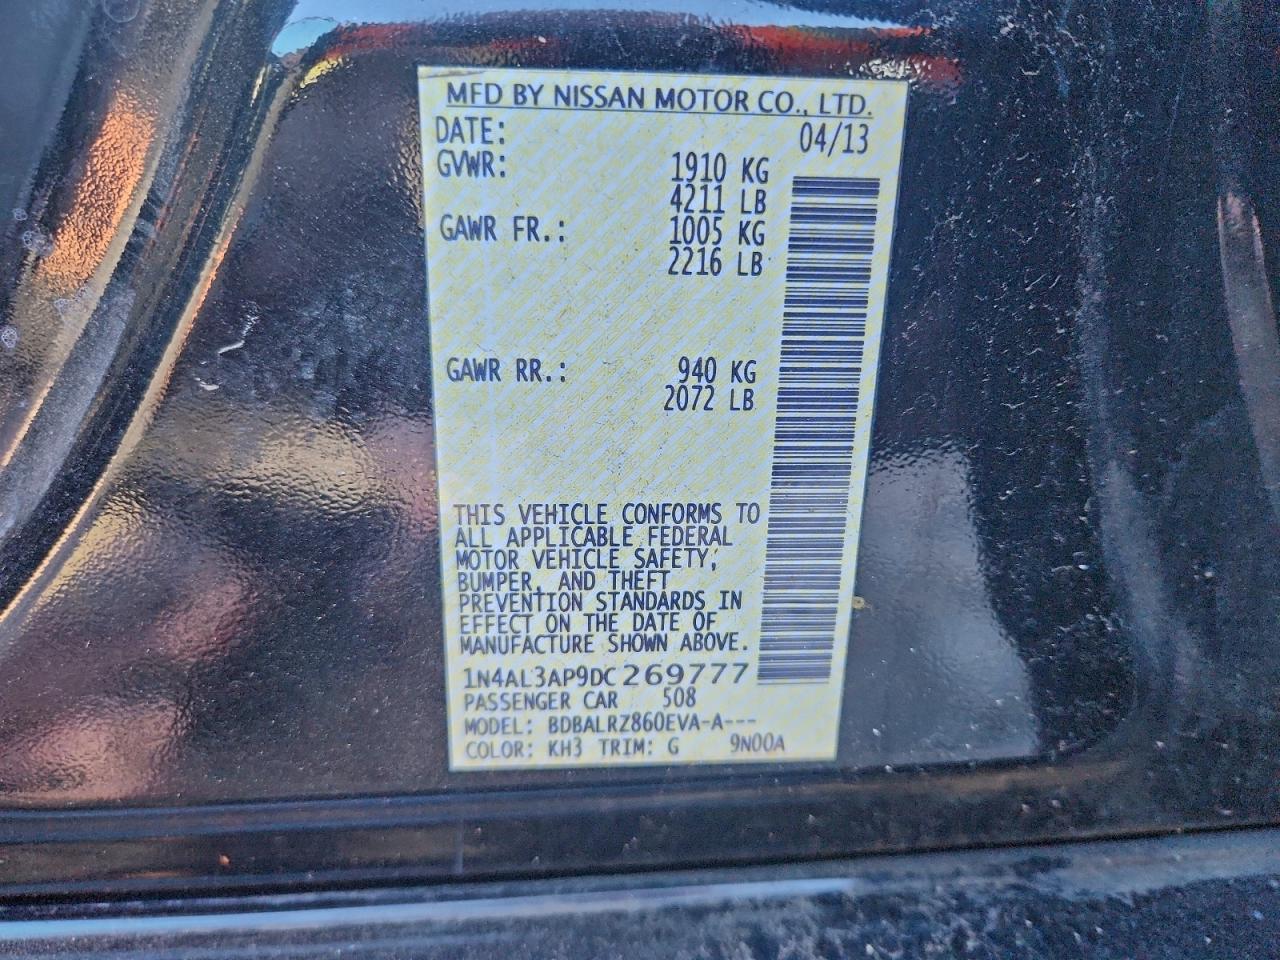 MFD BY NISSAN MOTOR CO., LTD.
DATE: 04/13
GVWR: 1910 KG
4211 LB
GAWR FR.: 1005 KG
2216 LB
GAWR RR.: 940 KG
2072 LB
THIS VEHICLE CONFORMS TO
ALL APPLICABLE FEDERAL
MOTOR VEHICLE SAFETY,
BUMPER, AND THEFT
PREVENTION STANDARDS IN
EFFECT ON THE DATE OF
MANUFACTURE SHOWN ABOVE.
1N4AL3AP9DC269777
PASSENGER CAR 508
MODEL: BDBALRZ860EVA-A---
COLOR: KH3 TRIM: G 9N00A